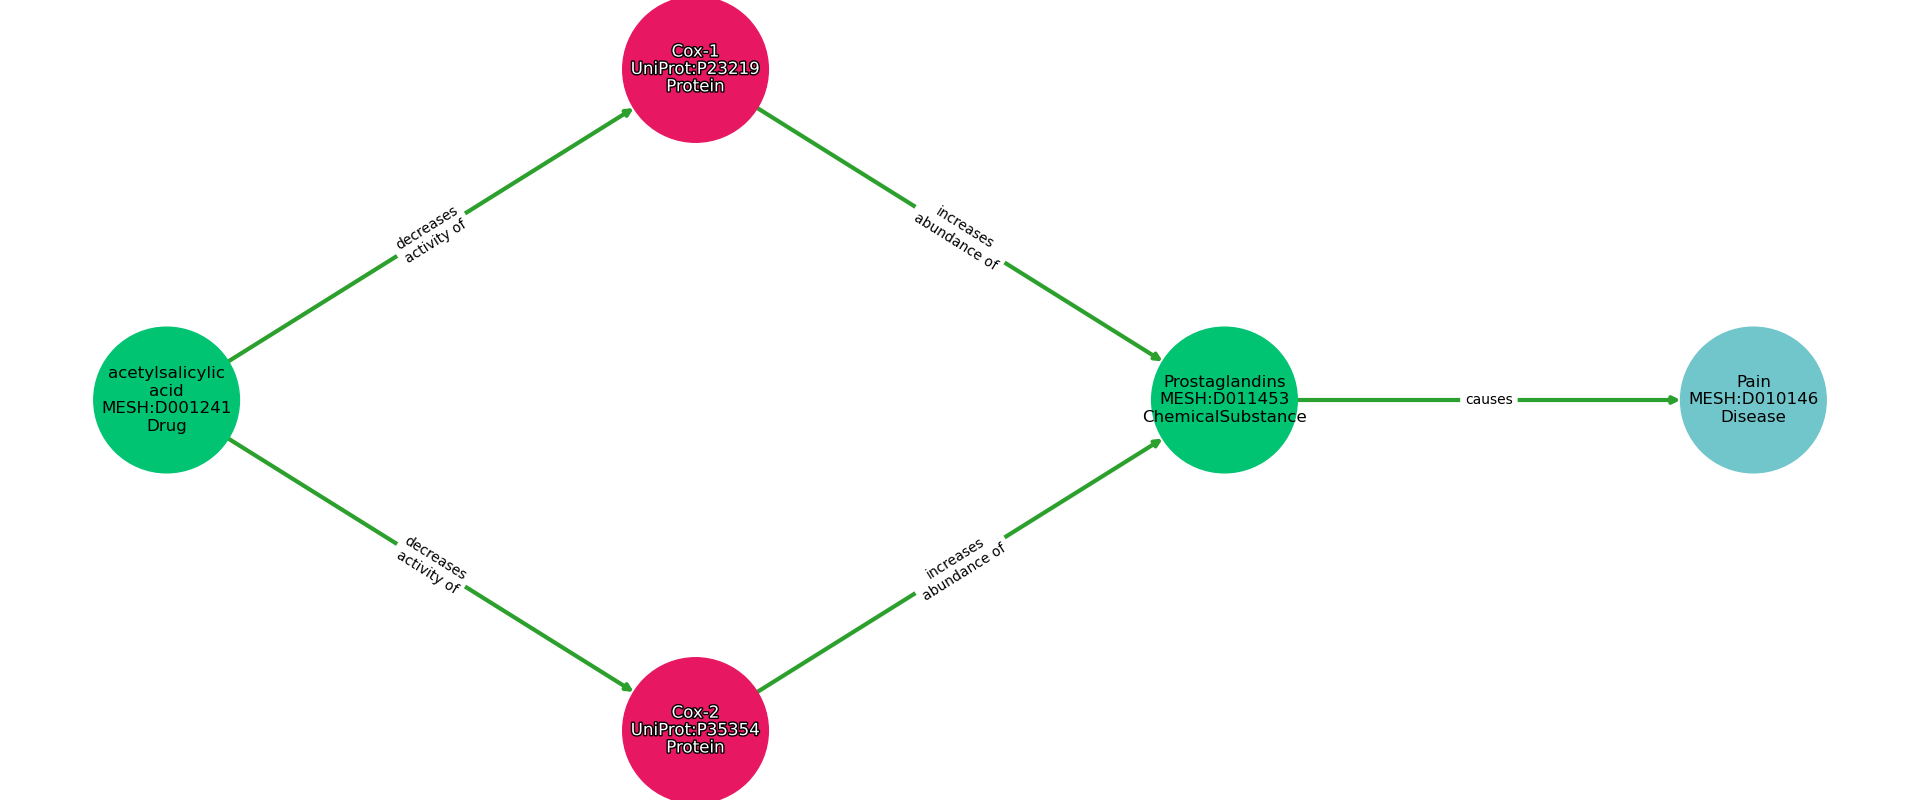 Cox-1
UniProt:P23219
Protein
decreases
activity of
increases
abundance of
acetylsalicylic
acid
MESH:D001241
Drug
Prostaglandins
MESH:D011453
ChemicalSubstance
causes
Pain
MESH:D010146
Disease
decreases
activity of
increases
abundance of
Cox-2
UniProt:P35354
Protein